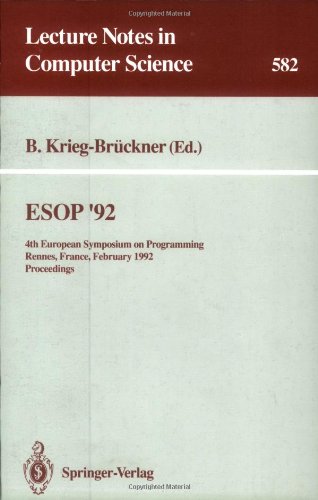 Lecture Notes in
Computer Science
582
B. Krieg-Brückner (Ed.)
ESOP '92
4th European Symposium on Programming
Rennes, France, February 1992
Proceedings
Springer-Verlag